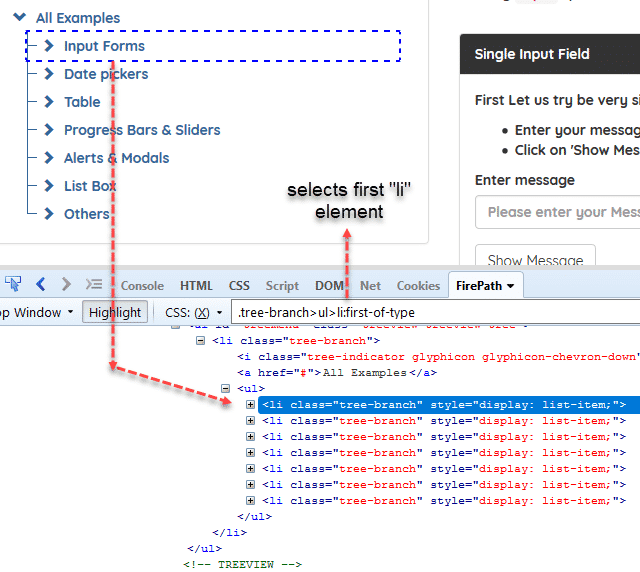 All Examples
Input Forms
Date pickers
Table
Progress Bars & Sliders
Alerts & Modals
List Box
Others
Single Input Field
First Let us try be very si
Enter your messag
Click on 'Show Mes
Enter message
Please enter your Mess
Show Message
selects first "li"
element
Console HTML CSS Script DOM Net Cookies FirePath
op Window Highlight CSS: (X) .tree-branch>ul>li:first-of-type
<li class="tree-branch">
<i class="tree-indicator glyphicon glyphicon-chevron-down"
<a href="#">All Examples</a>
<ul>
<li class="tree-branch" style="display: list-item;">
<li class="tree-branch" style="display: list-item;">
<li class="tree-branch" style="display: list-item;">
<li class="tree-branch" style="display: list-item;">
<li class="tree-branch" style="display: list-item;">
<li class="tree-branch" style="display: list-item;">
<li class="tree-branch" style="display: list-item;">
</ul>
</li>
</ul>
<!-- TREEVIEW -->